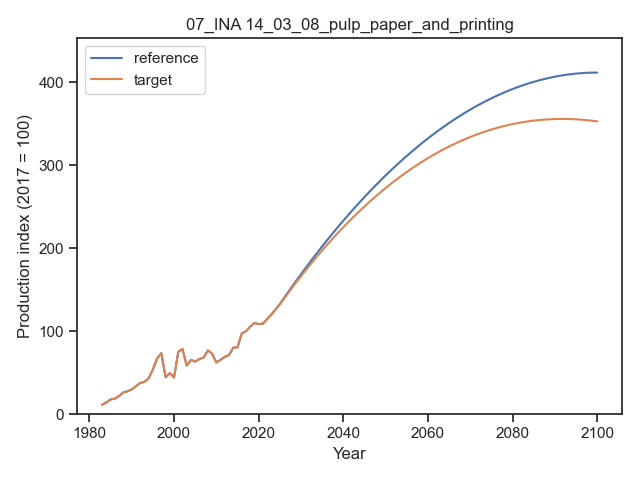 07_INA 14_03_08_pulp_paper_and_printing
reference
target
Production index (2017 = 100)
400
300
200
100
0
1980 2000 2020 2040 2060 2080 2100
Year